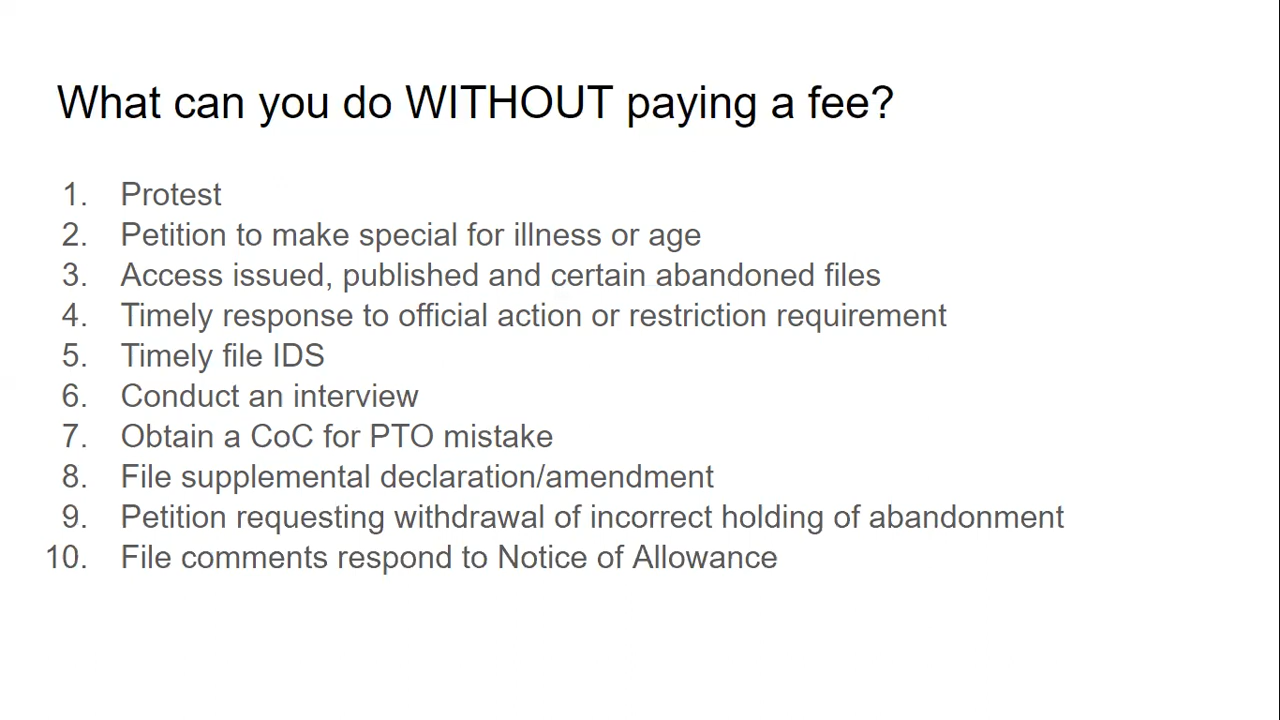 What can you do WITHOUT paying a fee?
1. Protest
2. Petition to make special for illness or age
3. Access issued, published and certain abandoned files
4. Timely response to official action or restriction requirement
5. Timely file IDS
6. Conduct an interview
7. Obtain a CoC for PTO mistake
8. File supplemental declaration/amendment
9. Petition requesting withdrawal of incorrect holding of abandonment
10. File comments respond to Notice of Allowance